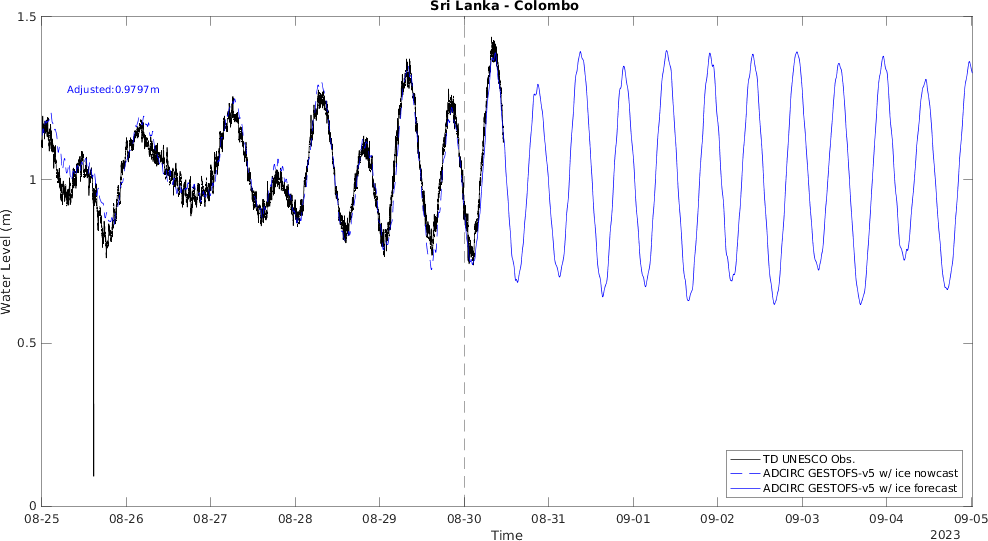 Sri Lanka - Colombo
1.5
Adjusted:0.9797m
1
Water Level (m)
0.5
TD UNESCO Obs.
ADCIRC GESTOFS-v5 w/ ice nowcast
ADCIRC GESTOFS-v5 w/ ice forecast
0
08-25 08-26 08-27 08-28 08-29 08-30 08-31 09-01 09-02 09-03 09-04 09-05
Time
2023